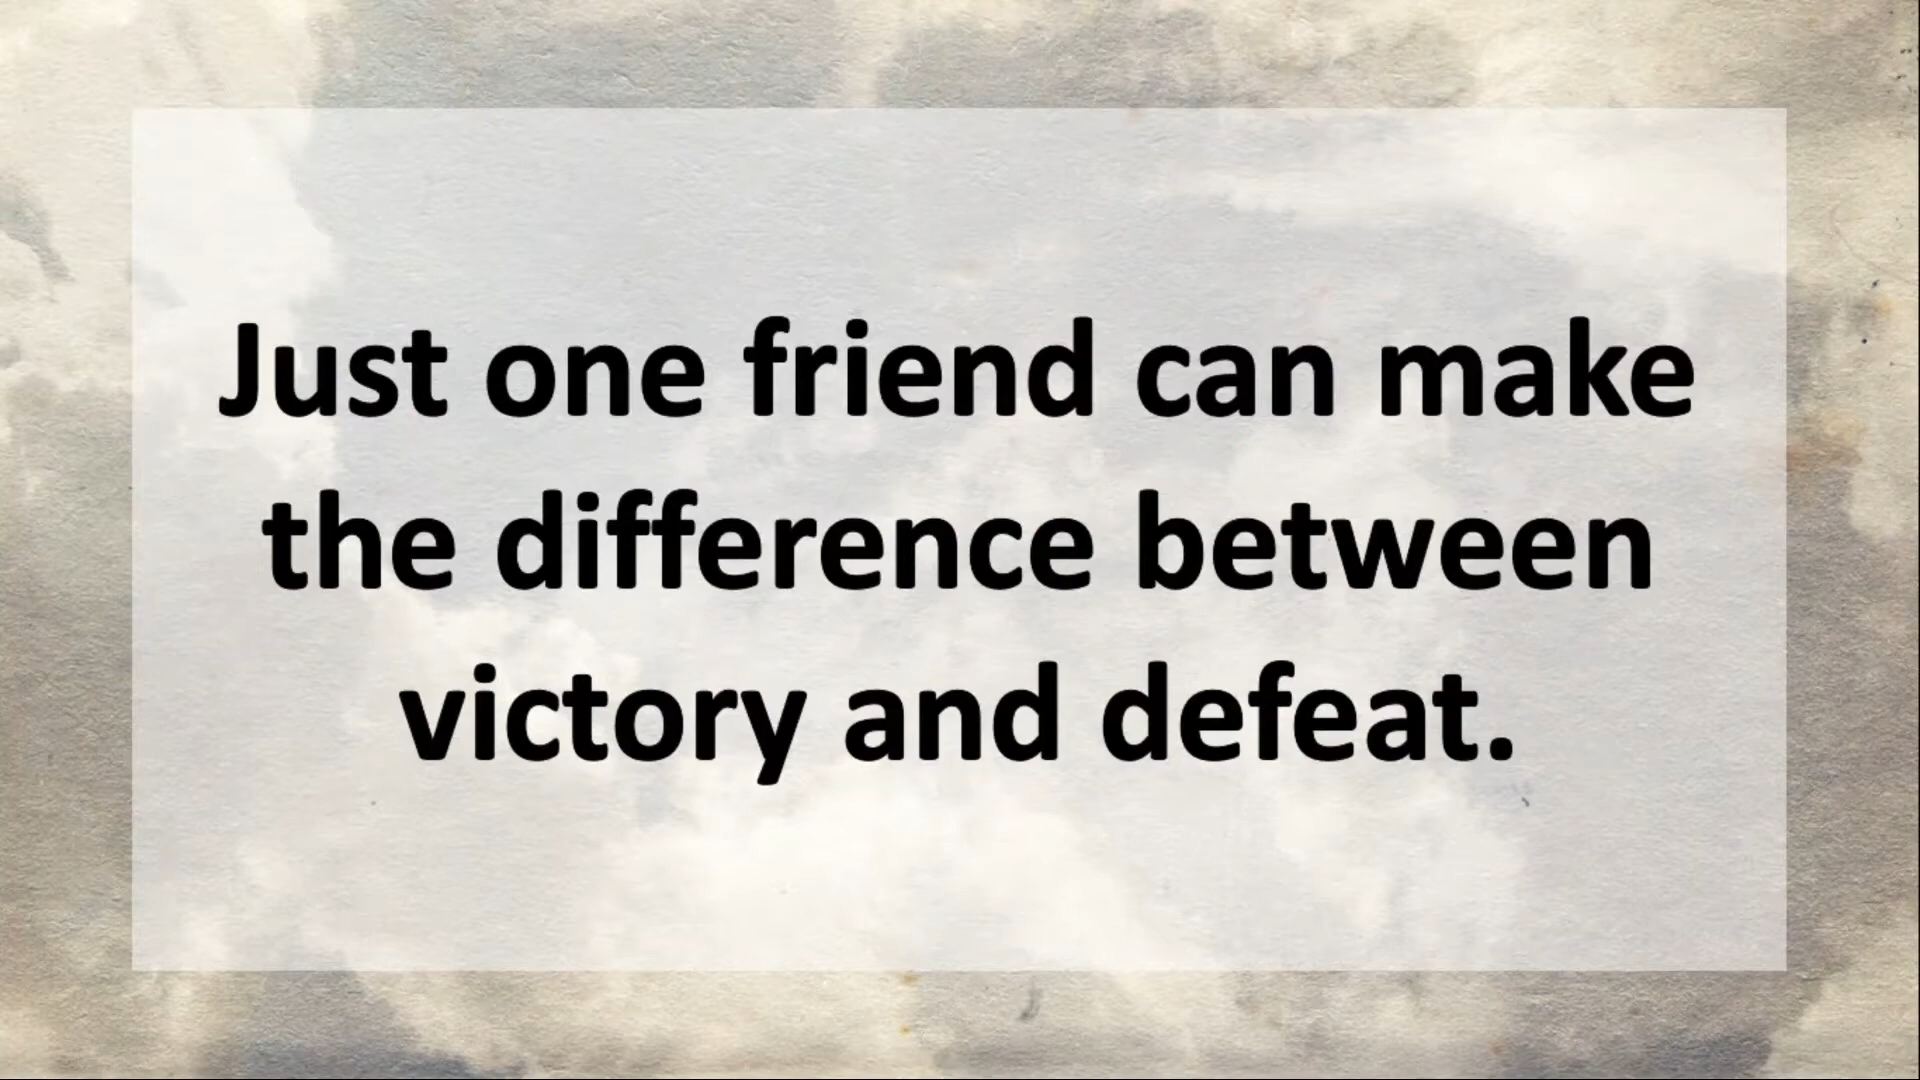 Just one friend can make
the difference between
victory and defeat.